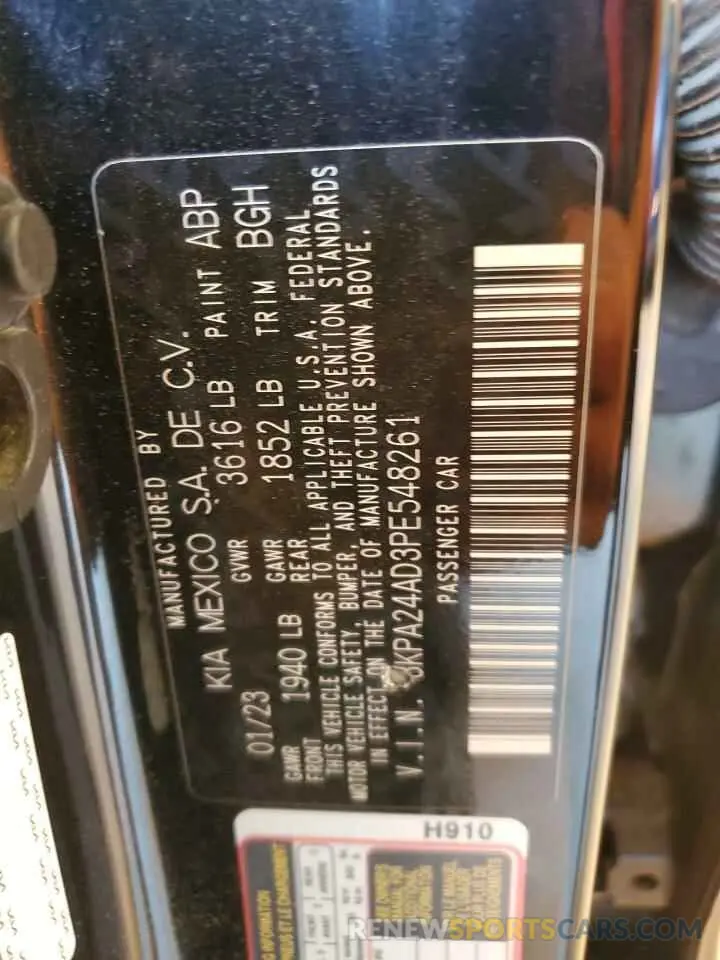 MANUFACTURED BY
KIA MEXICO S.A. DE C.V.
01/23 GVWR 3616 LB PAINT ABP
GAWR FRONT 1940 LB GAWR REAR 1852 LB TRIM BGH
THIS VEHICLE CONFORMS TO ALL APPLICABLE U.S.A. FEDERAL
MOTOR VEHICLE SAFETY, BUMPER, AND THEFT PREVENTION STANDARDS
IN EFFECT ON THE DATE OF MANUFACTURE SHOWN ABOVE.
V.I.N. 3KPA24AD3PE548261
PASSENGER CAR
H910
RENEWSPORTSCARS.COM